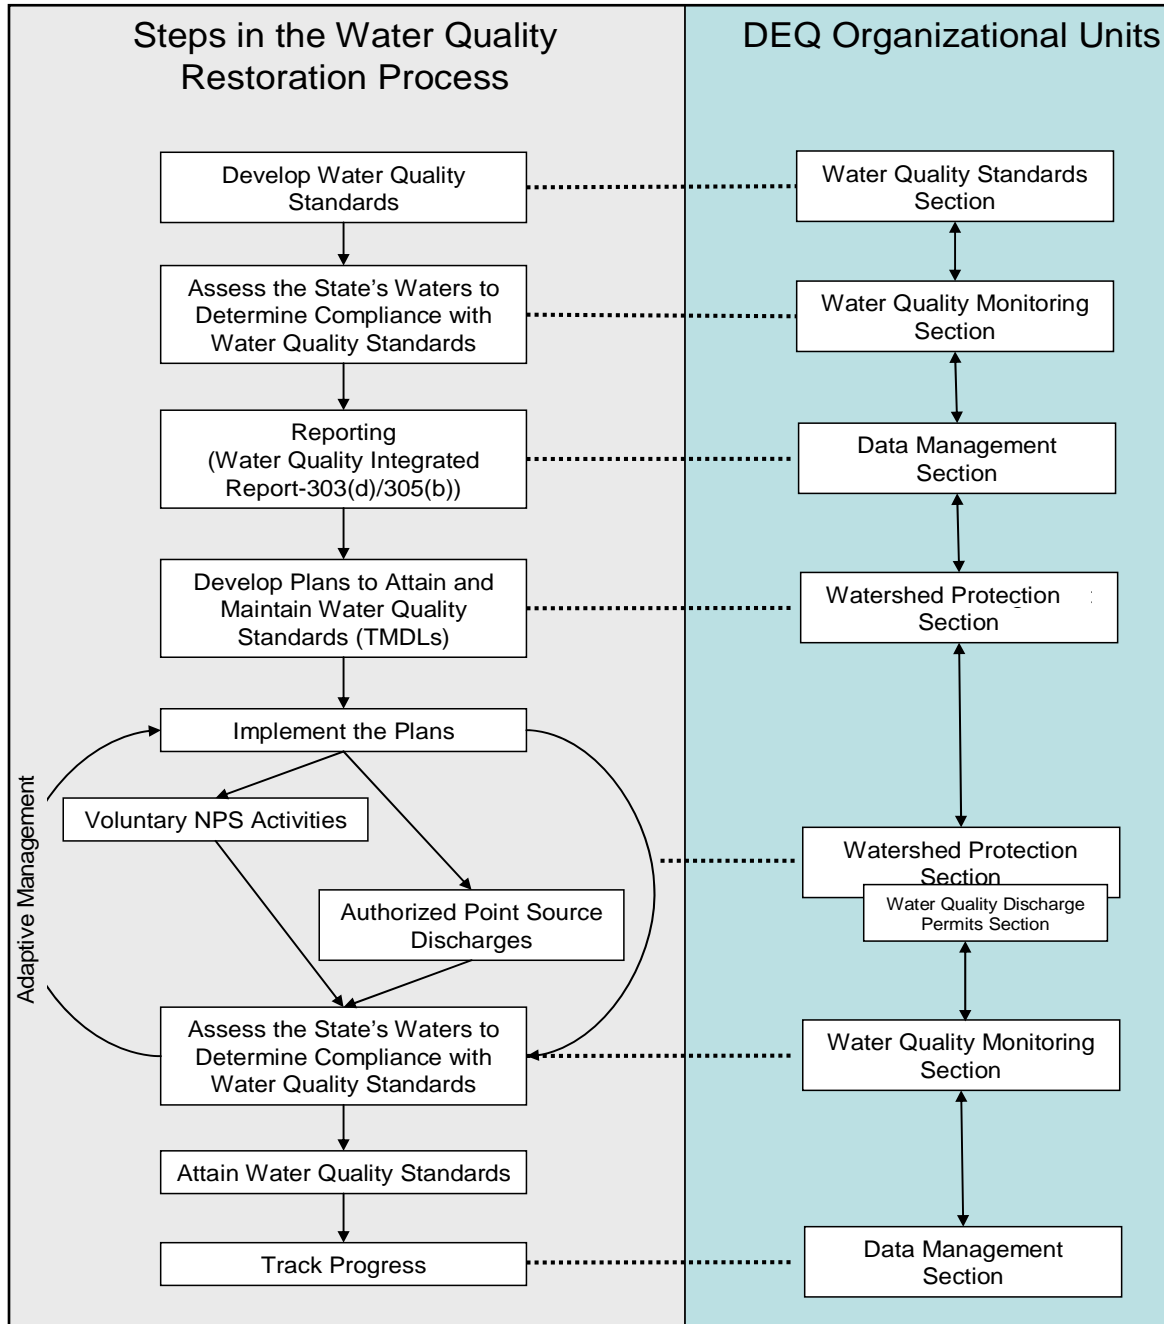 Steps in the Water Quality
Restoration Process
DEQ Organizational Units
Develop Water Quality
Standards
Water Quality Standards
Section
Assess the State’s Waters to
Determine Compliance with
Water Quality Standards
Water Quality Monitoring
Section
Reporting
(Water Quality Integrated
Report-303(d)/305(b))
Data Management
Section
Develop Plans to Attain and
Maintain Water Quality
Standards (TMDLs)
Watershed Protection
Section
Implement the Plans
Adaptive Management
Voluntary NPS Activities
Authorized Point Source
Discharges
Watershed Protection
Section
Water Quality Discharge
Permits Section
Assess the State’s Waters to
Determine Compliance with
Water Quality Standards
Water Quality Monitoring
Section
Attain Water Quality Standards
Track Progress
Data Management
Section